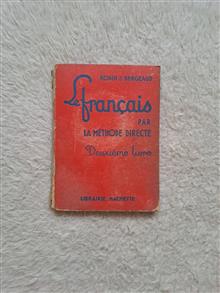 ROBIN & BERGEAUD
Le français
PAR
LA MÉTHODE DIRECTE
Deuxième livre
LIBRAIRIE HACHETTE